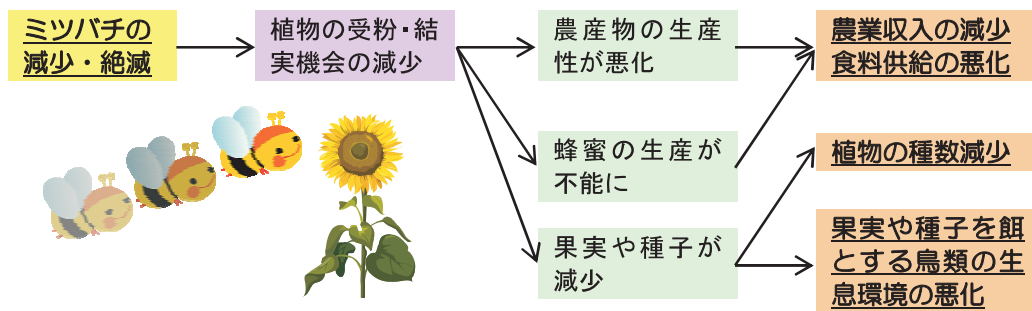 ミツバチの
減少・絶滅
植物の受粉・結
実機会の減少
農産物の生産
性が悪化
蜂蜜の生産が
不能に
果実や種子が
減少
農業収入の減少
食料供給の悪化
植物の種数減少
果実や種子を餌
とする鳥類の生
息環境の悪化